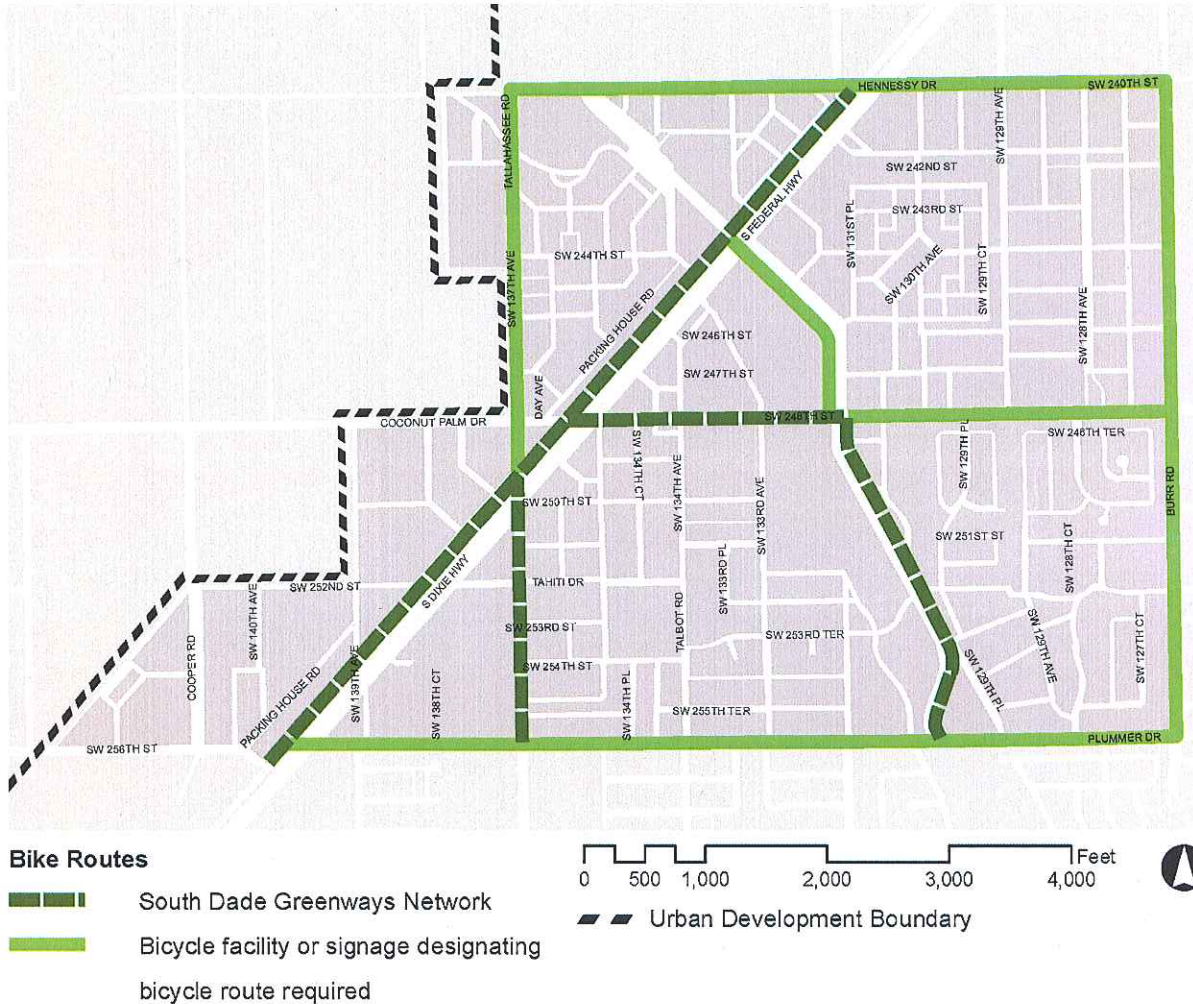 HENNESSY DR
SW 240TH ST
TALLAHASSEE RD
SW 129TH AVE
SW 242ND ST
S FEDERAL HWY
SW 131ST PL
SW 243RD ST
SW 244TH ST
SW 130TH AVE
SW 129TH CT
SW 137TH AVE
PACKING HOUSE RD
SW 128TH AVE
SW 246TH ST
SW 247TH ST
DAY AVE
COCONUT PALM DR
SW 248TH ST
SW 134TH CT
SW 129TH PL
SW 248TH TER
SW 134TH AVE
SW 133RD AVE
BURR RD
SW 250TH ST
SW 251ST ST
SW 128TH CT
SW 133RD PL
SW 252ND ST
S DIXIE HWY
TAHITI DR
SW 140TH AVE
TALBOT RD
SW 253RD ST
SW 253RD TER
SW 129TH AVE
SW 127TH CT
COOPER RD
SW 254TH ST
SW 129TH PL
PACKING HOUSE RD
SW 139TH AVE
SW 138TH CT
SW 134TH PL
SW 255TH TER
SW 256TH ST
PLUMMER DR
Bike Routes
South Dade Greenways Network
Bicycle facility or signage designating
bicycle route required
Feet
0 500 1,000 2,000 3,000 4,000
Urban Development Boundary